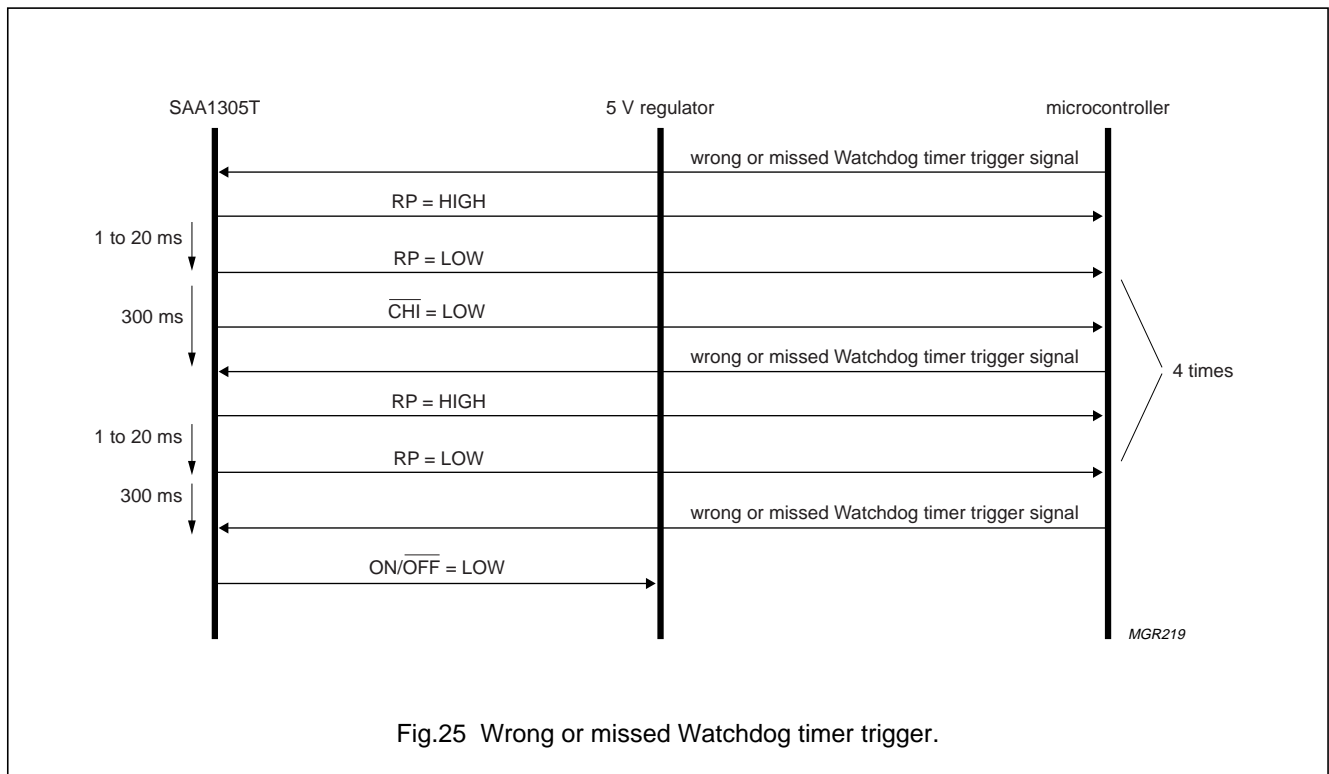 SAA1305T 5 V regulator microcontroller
wrong or missed Watchdog timer trigger signal
RP = HIGH
1 to 20 ms
RP = LOW
300 ms
C̅H̅I̅ = LOW
wrong or missed Watchdog timer trigger signal
4 times
RP = HIGH
1 to 20 ms
RP = LOW
300 ms
wrong or missed Watchdog timer trigger signal
ON/O̅F̅F̅ = LOW
MGR219
Fig.25 Wrong or missed Watchdog timer trigger.